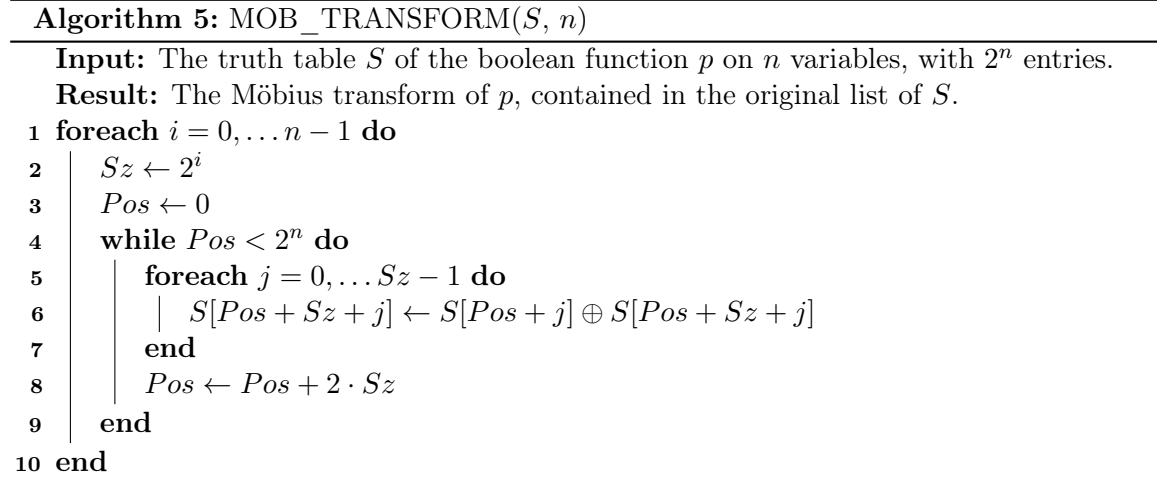 Algorithm 5: MOB_TRANSFORM(S, n)
Input: The truth table S of the boolean function p on n variables, with 2^n entries.
Result: The Möbius transform of p, contained in the original list of S.
1 foreach i = 0, … n − 1 do
2 Sz ← 2^i
3 Pos ← 0
4 while Pos < 2^n do
5 foreach j = 0, … Sz − 1 do
6 S[Pos + Sz + j] ← S[Pos + j] ⊕ S[Pos + Sz + j]
7 end
8 Pos ← Pos + 2 · Sz
9 end
10 end